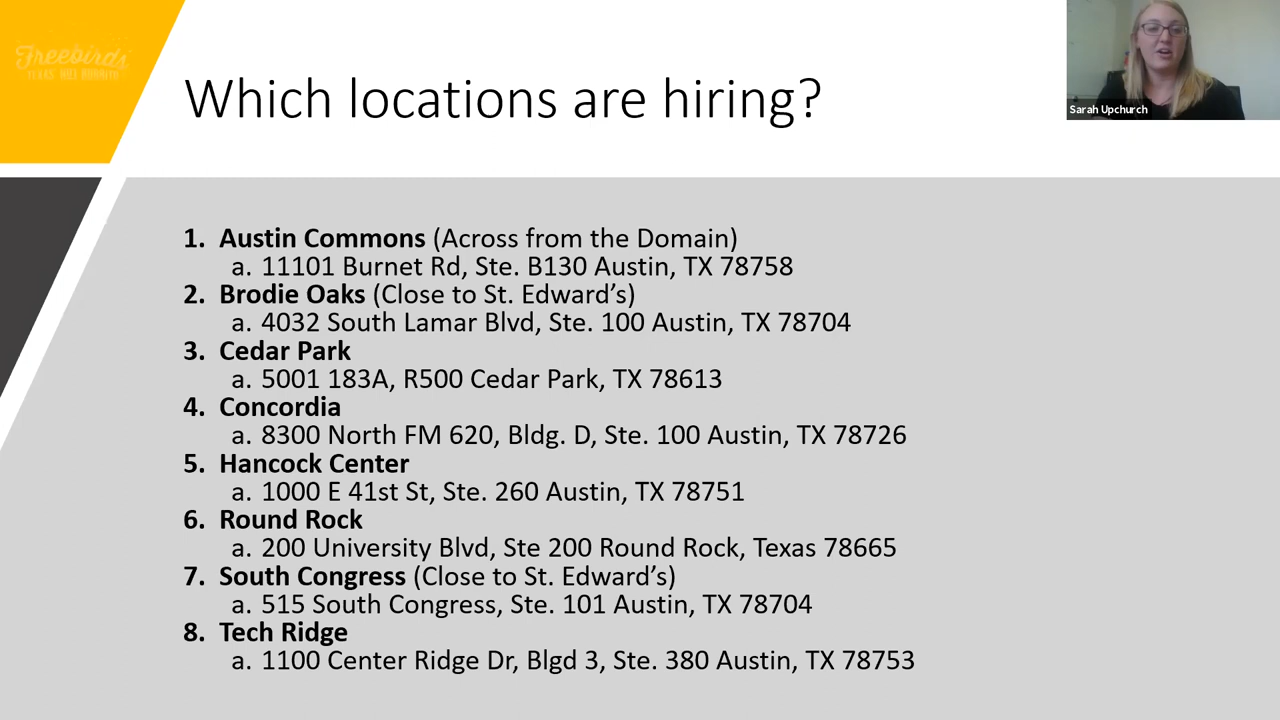 Freebirds
TEXAS BORN BURRITO
Which locations are hiring?
Sarah Upchurch
1. Austin Commons (Across from the Domain)
a. 11101 Burnet Rd, Ste. B130 Austin, TX 78758
2. Brodie Oaks (Close to St. Edward’s)
a. 4032 South Lamar Blvd, Ste. 100 Austin, TX 78704
3. Cedar Park
a. 5001 183A, R500 Cedar Park, TX 78613
4. Concordia
a. 8300 North FM 620, Bldg. D, Ste. 100 Austin, TX 78726
5. Hancock Center
a. 1000 E 41st St, Ste. 260 Austin, TX 78751
6. Round Rock
a. 200 University Blvd, Ste 200 Round Rock, Texas 78665
7. South Congress (Close to St. Edward’s)
a. 515 South Congress, Ste. 101 Austin, TX 78704
8. Tech Ridge
a. 1100 Center Ridge Dr, Blgd 3, Ste. 380 Austin, TX 78753